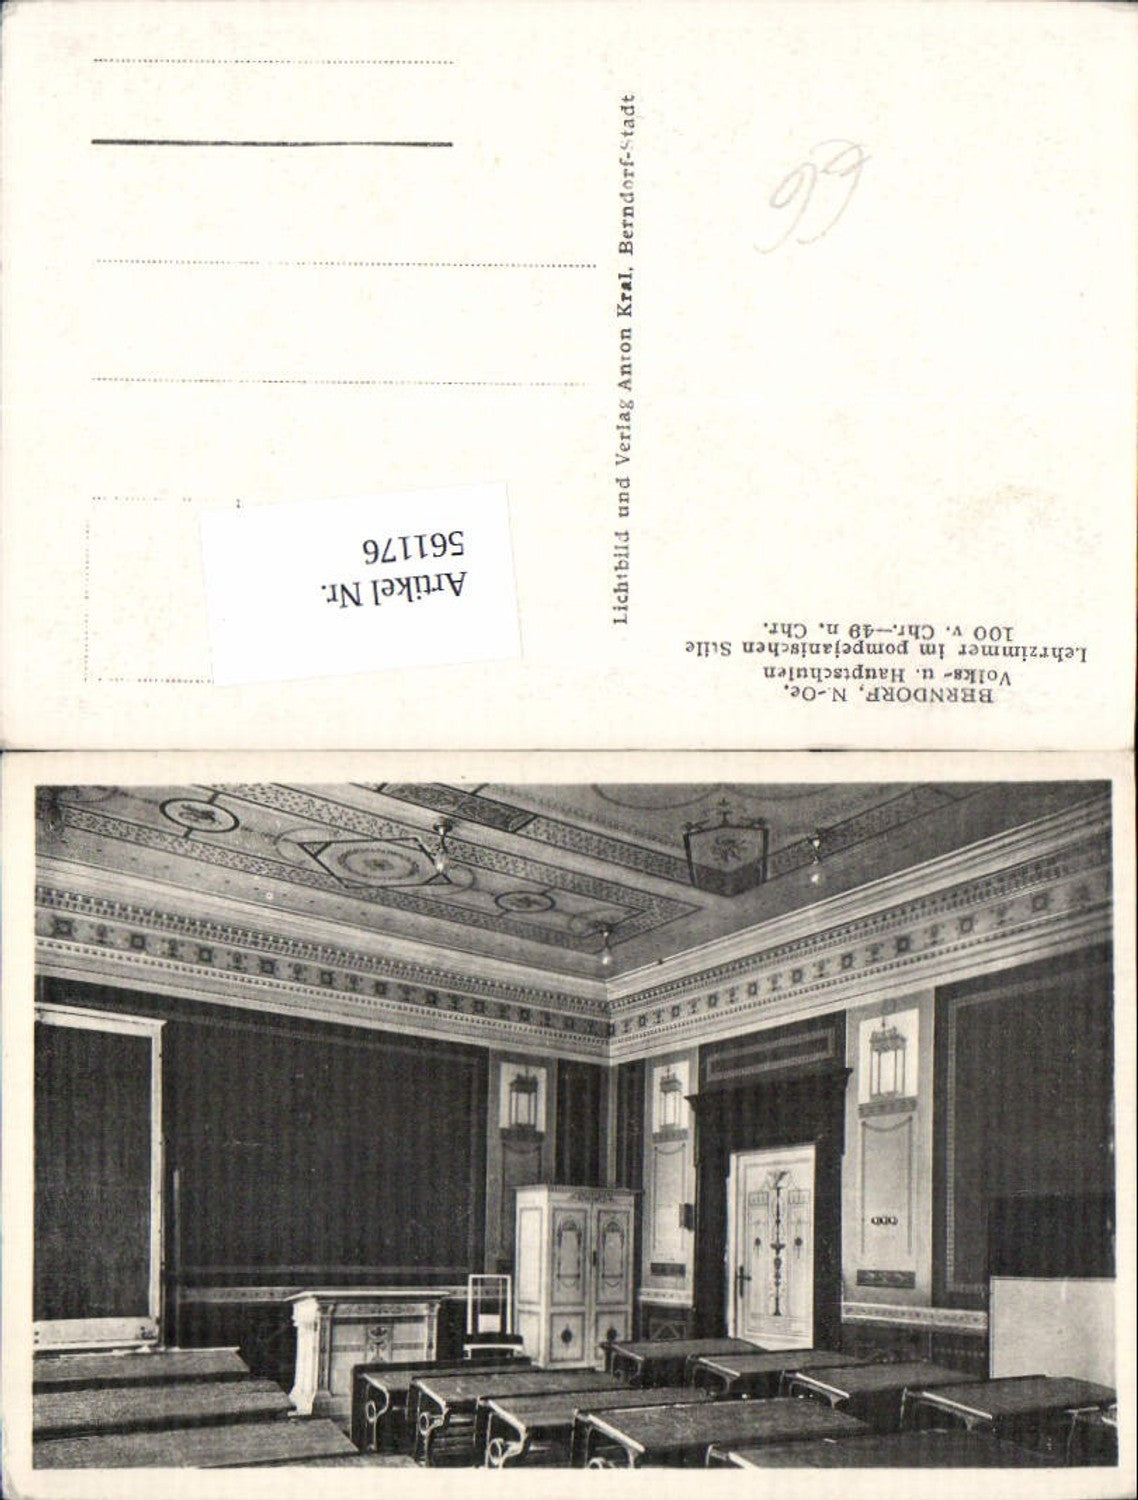 BERNDORF, N.-Oe.
Volks- u. Hauptschulen
Lehrzimmer im pompejanischen Stile
100 v. Chr.—49 n. Chr.
Lichtbild und Verlag Anton Kral, Berndorf-Stadt
Artikel Nr.
561176